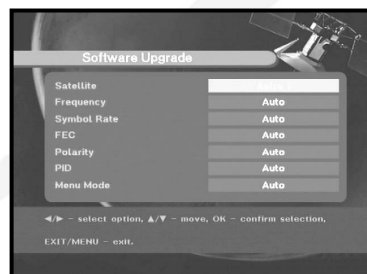 Software Upgrade
Satellite
Frequency Auto
Symbol Rate Auto
FEC Auto
Polarity Auto
PID Auto
Menu Mode Auto
◄/► - select option, ▲/▼ - move, OK - confirm selection,
EXIT/MENU - exit.